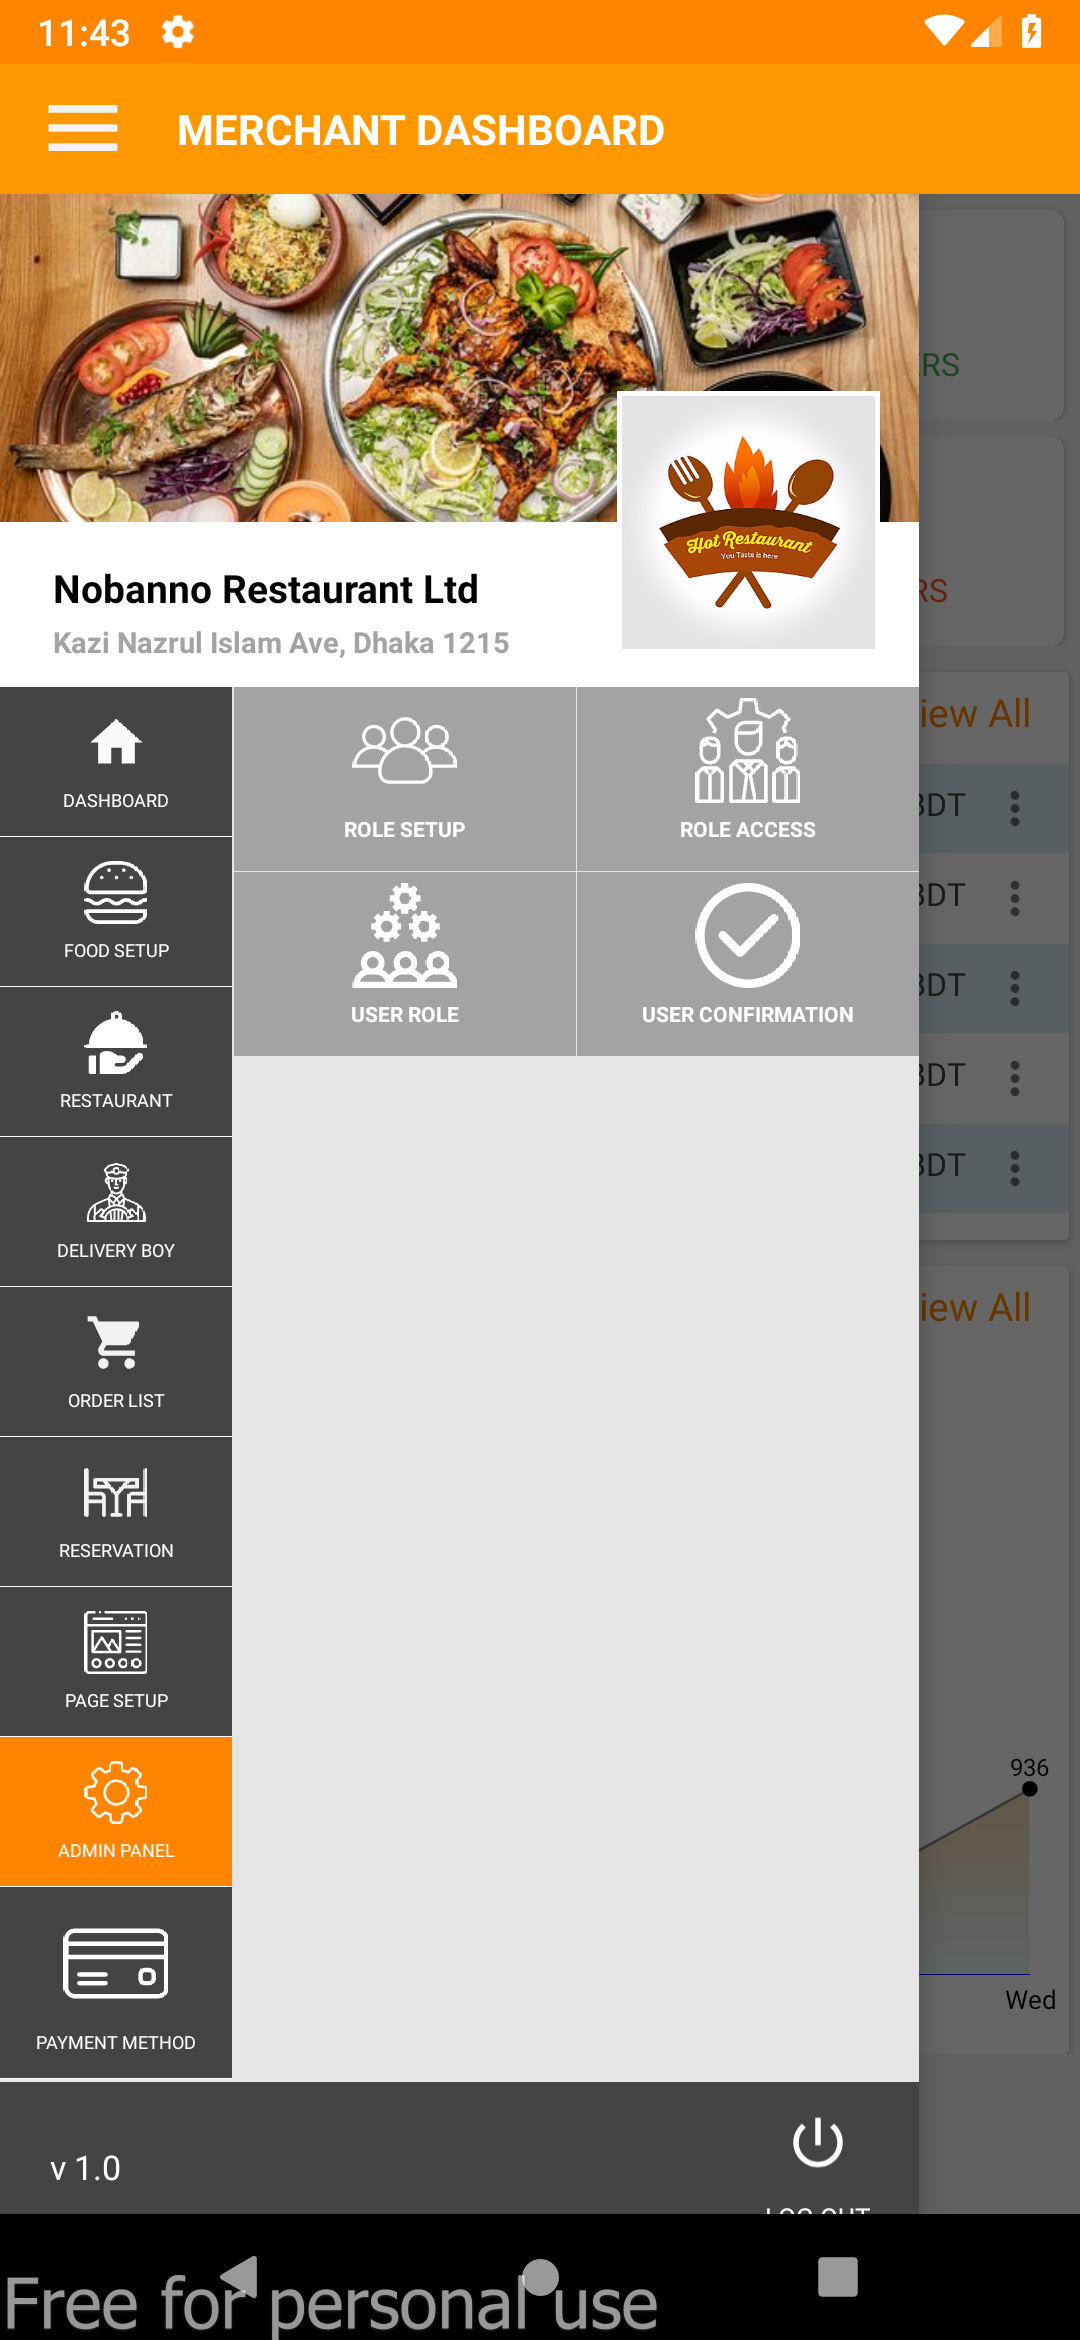 11:43
MERCHANT DASHBOARD
Hot Restaurant
You Taste is here
Nobanno Restaurant Ltd
Kazi Nazrul Islam Ave, Dhaka 1215
DASHBOARD
FOOD SETUP
RESTAURANT
DELIVERY BOY
ORDER LIST
RESERVATION
PAGE SETUP
ADMIN PANEL
PAYMENT METHOD
ROLE SETUP
ROLE ACCESS
USER ROLE
USER CONFIRMATION
RS
RS
iew All
BDT
BDT
BDT
BDT
BDT
iew All
936
Wed
v 1.0
LOG OUT
Free for personal use